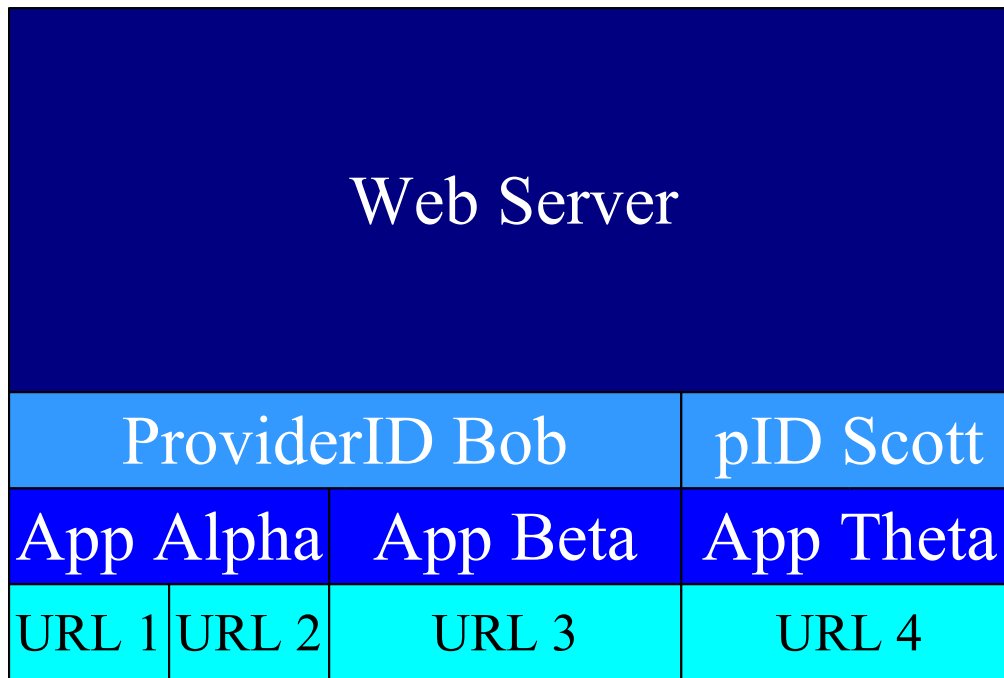 Web Server
ProviderID Bob pID Scott
App Alpha App Beta App Theta
URL 1 URL 2 URL 3 URL 4